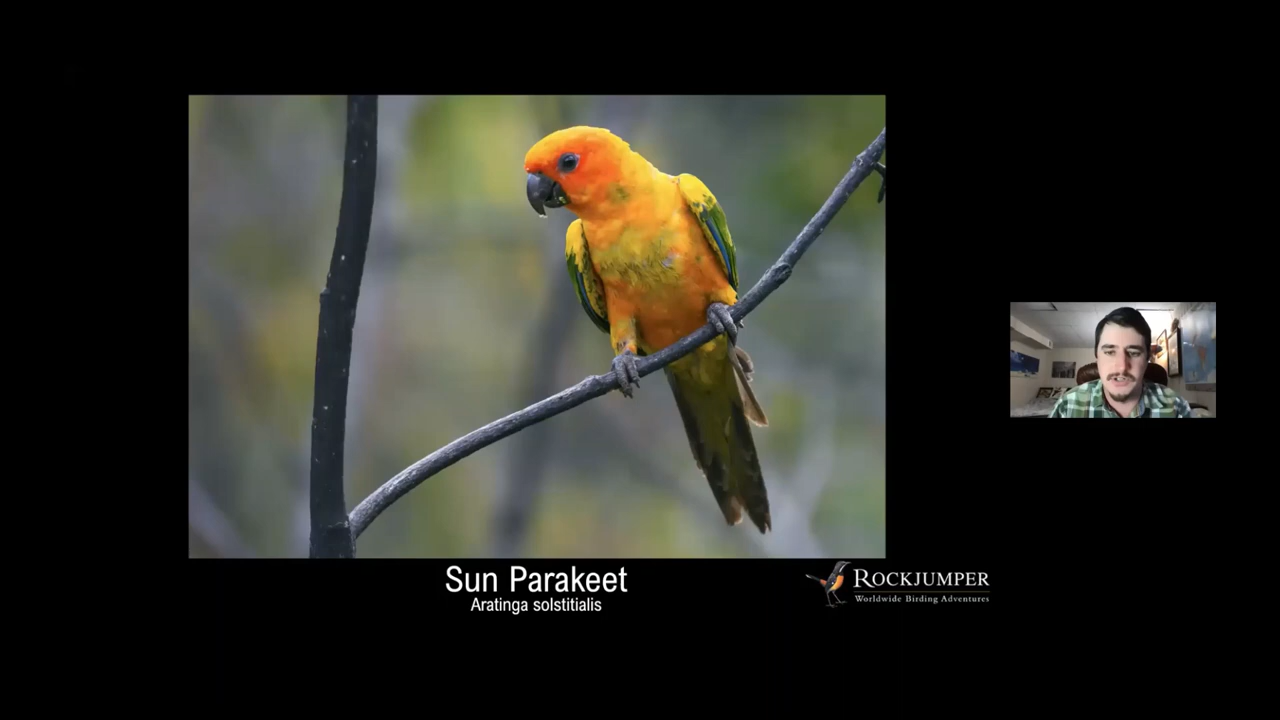 Sun Parakeet
Aratinga solstitialis
ROCKJUMPER
Worldwide Birding Adventures